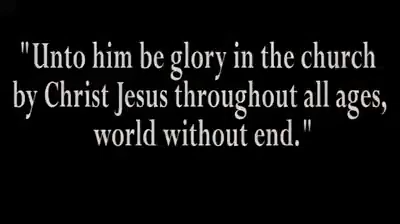 "Unto him be glory in the church
by Christ Jesus throughout all ages,
world without end."